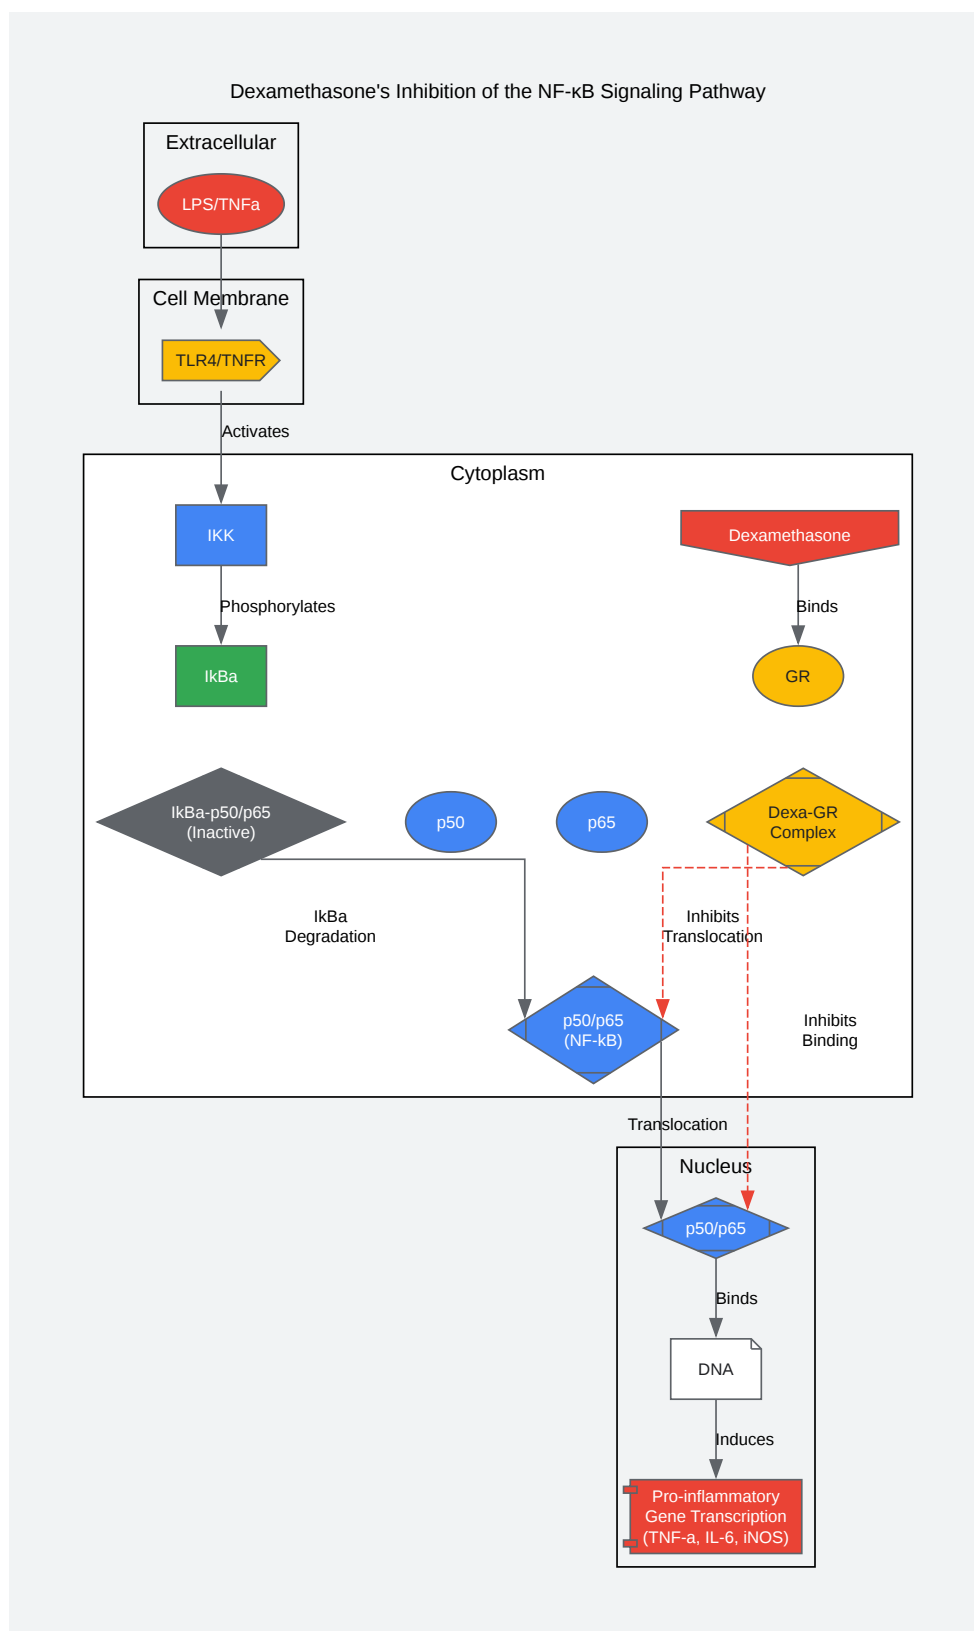 Dexamethasone's Inhibition of the NF-κB Signaling Pathway
Extracellular
LPS/TNFa
Cell Membrane
TLR4/TNFR
Activates
Cytoplasm
IKK
Dexamethasone
Phosphorylates
Binds
IkBa
GR
IkBa-p50/p65
(Inactive)
p50
p65
Dexa-GR
Complex
IkBa
Degradation
Inhibits
Translocation
p50/p65
(NF-kB)
Inhibits
Binding
Translocation
Nucleus
p50/p65
Binds
DNA
Induces
Pro-inflammatory
Gene Transcription
(TNF-a, IL-6, iNOS)